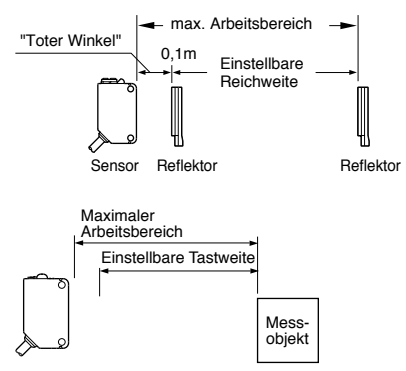 max. Arbeitsbereich
"Toter Winkel"
0,1m
Einstellbare
Reichweite
Sensor
Reflektor
Reflektor
Maximaler
Arbeitsbereich
Einstellbare Tastweite
Mess-
objekt